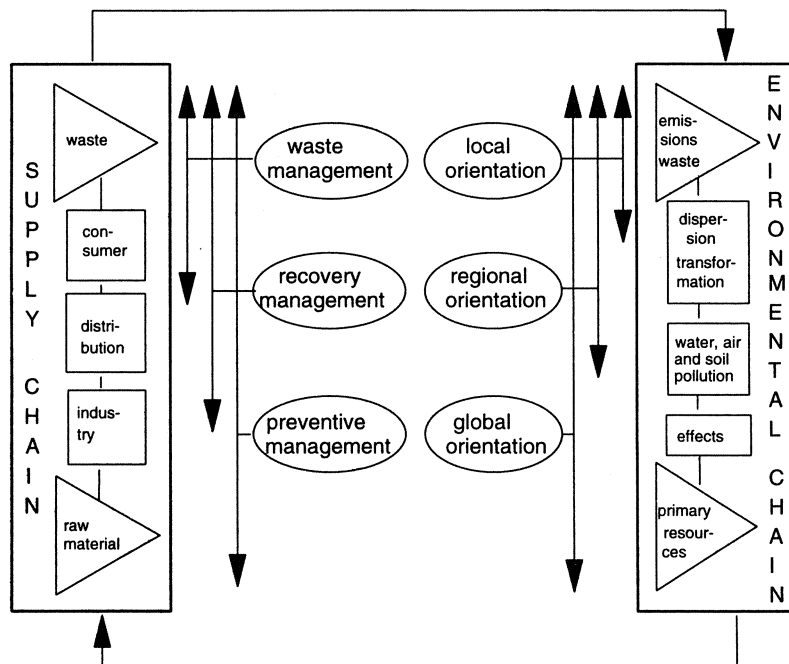 SUPPLY CHAIN
waste
con-
sumer
distri-
bution
indus-
try
raw
material
waste
management
recovery
management
preventive
management
local
orientation
regional
orientation
global
orientation
emis-
sions
waste
disper-
sion
transfor-
mation
water, air
and soil
pollution
effects
primary
resour-
ces
ENVIRONMENTAL CHAIN